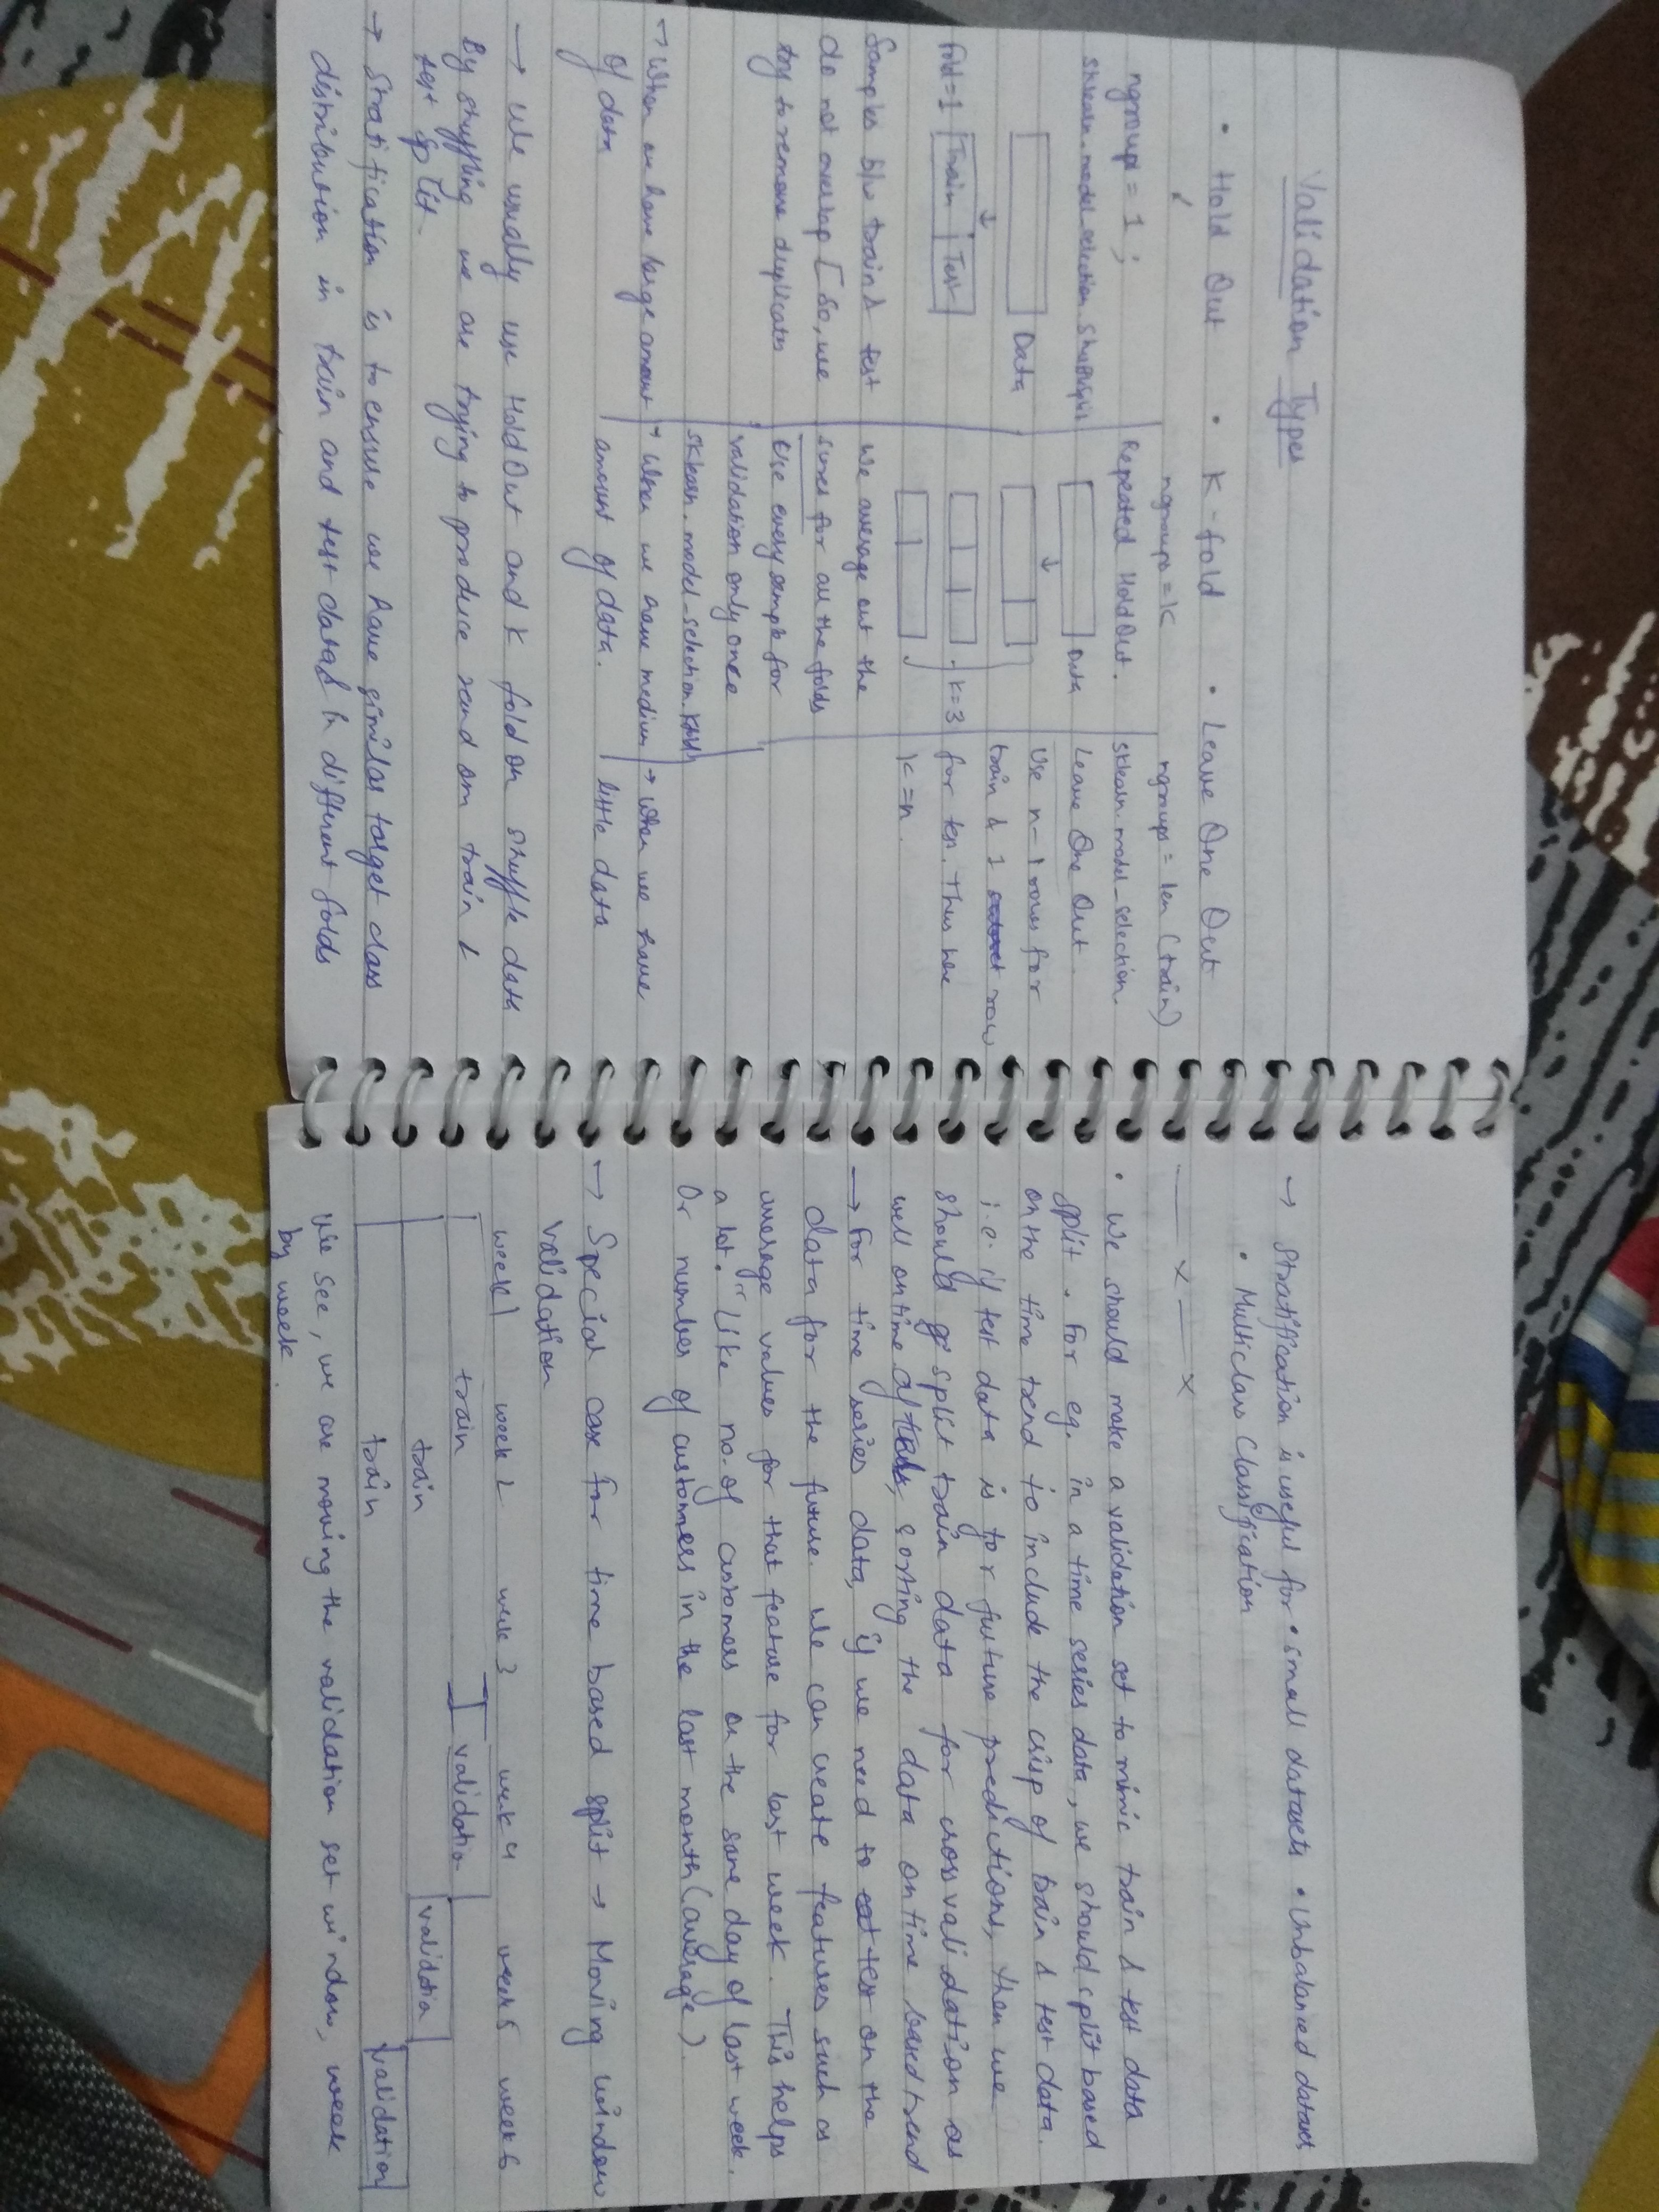 Validation Types
• Hold Out • K-fold • Leave One Out
ngroup = 1 ;
sklearn.model_selection.ShuffleSplit
Data
fold=1 Train Test
Samples b/w train & test
do not overlap [So, we
try to remove duplicates
→ When we have large amount
of data
ngroups = k
Repeated Hold Out.
Data
K=3
We average out the
scores for all the folds
Use every sample for
validation only once
sklearn.model_selection.Kfold
→ When we have medium
amount of data.
ngroups = len(train)
sklearn.model_selection.
Leave One Out.
Use n-1 rows for
train & 1 row
for test. Thus here
k=n.
→ When we have
little data
→ We usually use HoldOut and K fold on shuffle data
By shuffling we are trying to produce random train &
test split.
→ Stratification is to ensure we have similar target class
distribution in train and test data in different folds
→ Stratification is useful for • small datasets • Unbalanced dataset
• Multiclass Classification
— x — x
• We should make a validation set to mimic train & test data
split. For eg. in a time series data, we should split based
on the time trend to include the crisp of train & test data.
i.e. if test data is for future predictions, then we
should split train data for cross validation as
well on time after sorting the data on time based trend
→ For time series data, if we need to test on the
data for the future. We can create features such as
average values for that feature for last week. This helps
a lot. "Like no. of customers on the same day of last week.
Or number of customers in the last month (average).
→ Special case for time based split → Moving window
validation
week1 week 2 week 3 week 4 week 5 week 6
train validation
train validation
train validation
We see, we are moving the validation set window, week
by week.